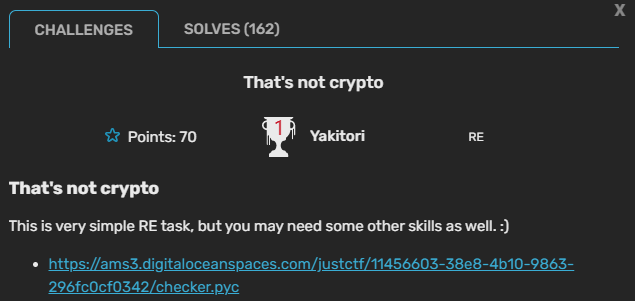 X
CHALLENGES
SOLVES (162)
That's not crypto
Points: 70
1
Yakitori
RE
That's not crypto
This is very simple RE task, but you may need some other skills as well. :)
https://ams3.digitaloceanspaces.com/justctf/11456603-38e8-4b10-9863-
296fc0cf0342/checker.pyc